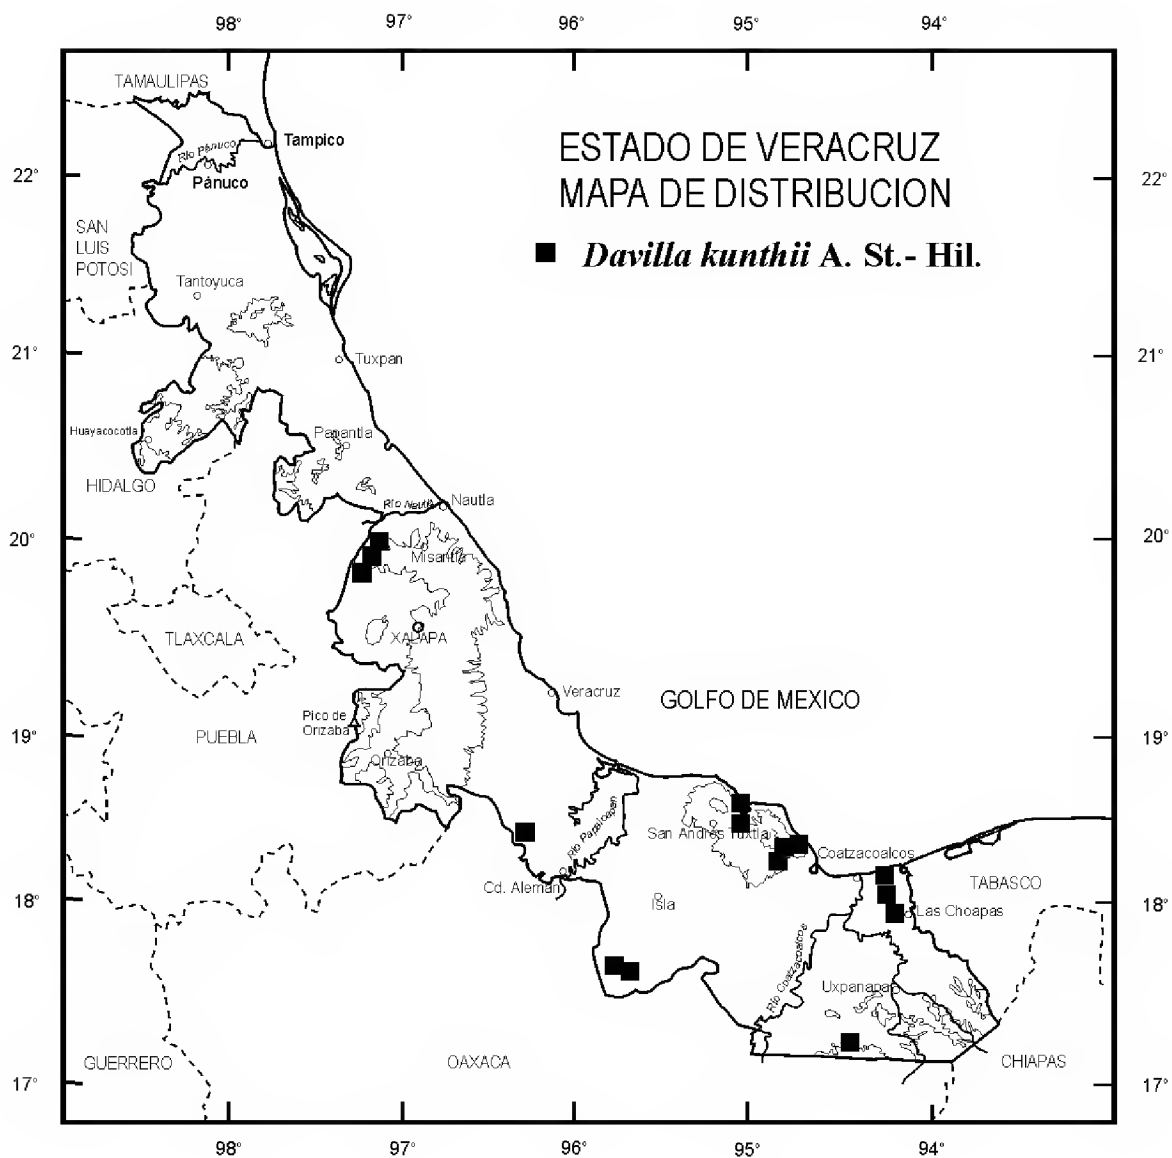 98° 97° 96° 95° 94°
TAMAULIPAS
Tampico
Río Pánuco
Pánuco
ESTADO DE VERACRUZ
MAPA DE DISTRIBUCION
Davilla kunthii A. St.- Hil.
22° 22°
SAN
LUIS
POTOSI
Tantoyuca
21° 21°
Tuxpan
Huayacocotla
Papantla
HIDALGO
Nautla
Río Nautla
20° 20°
Misantla
TLAXCALA
XALAPA
Veracruz
GOLFO DE MEXICO
Pico de
Orizaba
PUEBLA
19° 19°
Orizaba
Río Papaloapan
San Andrés Tuxtla
Coatzacoalcos
Cd. Alemán
TABASCO
18° 18°
Isla
Las Choapas
Río Coatzacoalcos
Uxpanapa
GUERRERO
OAXACA
CHIAPAS
17° 17°
98° 97° 96° 95° 94°